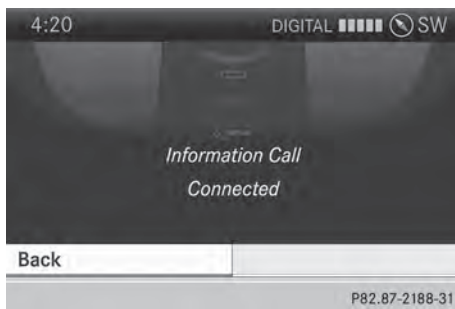 4:20 DIGITAL SW
Information Call
Connected
Back
P82.87-2188-31